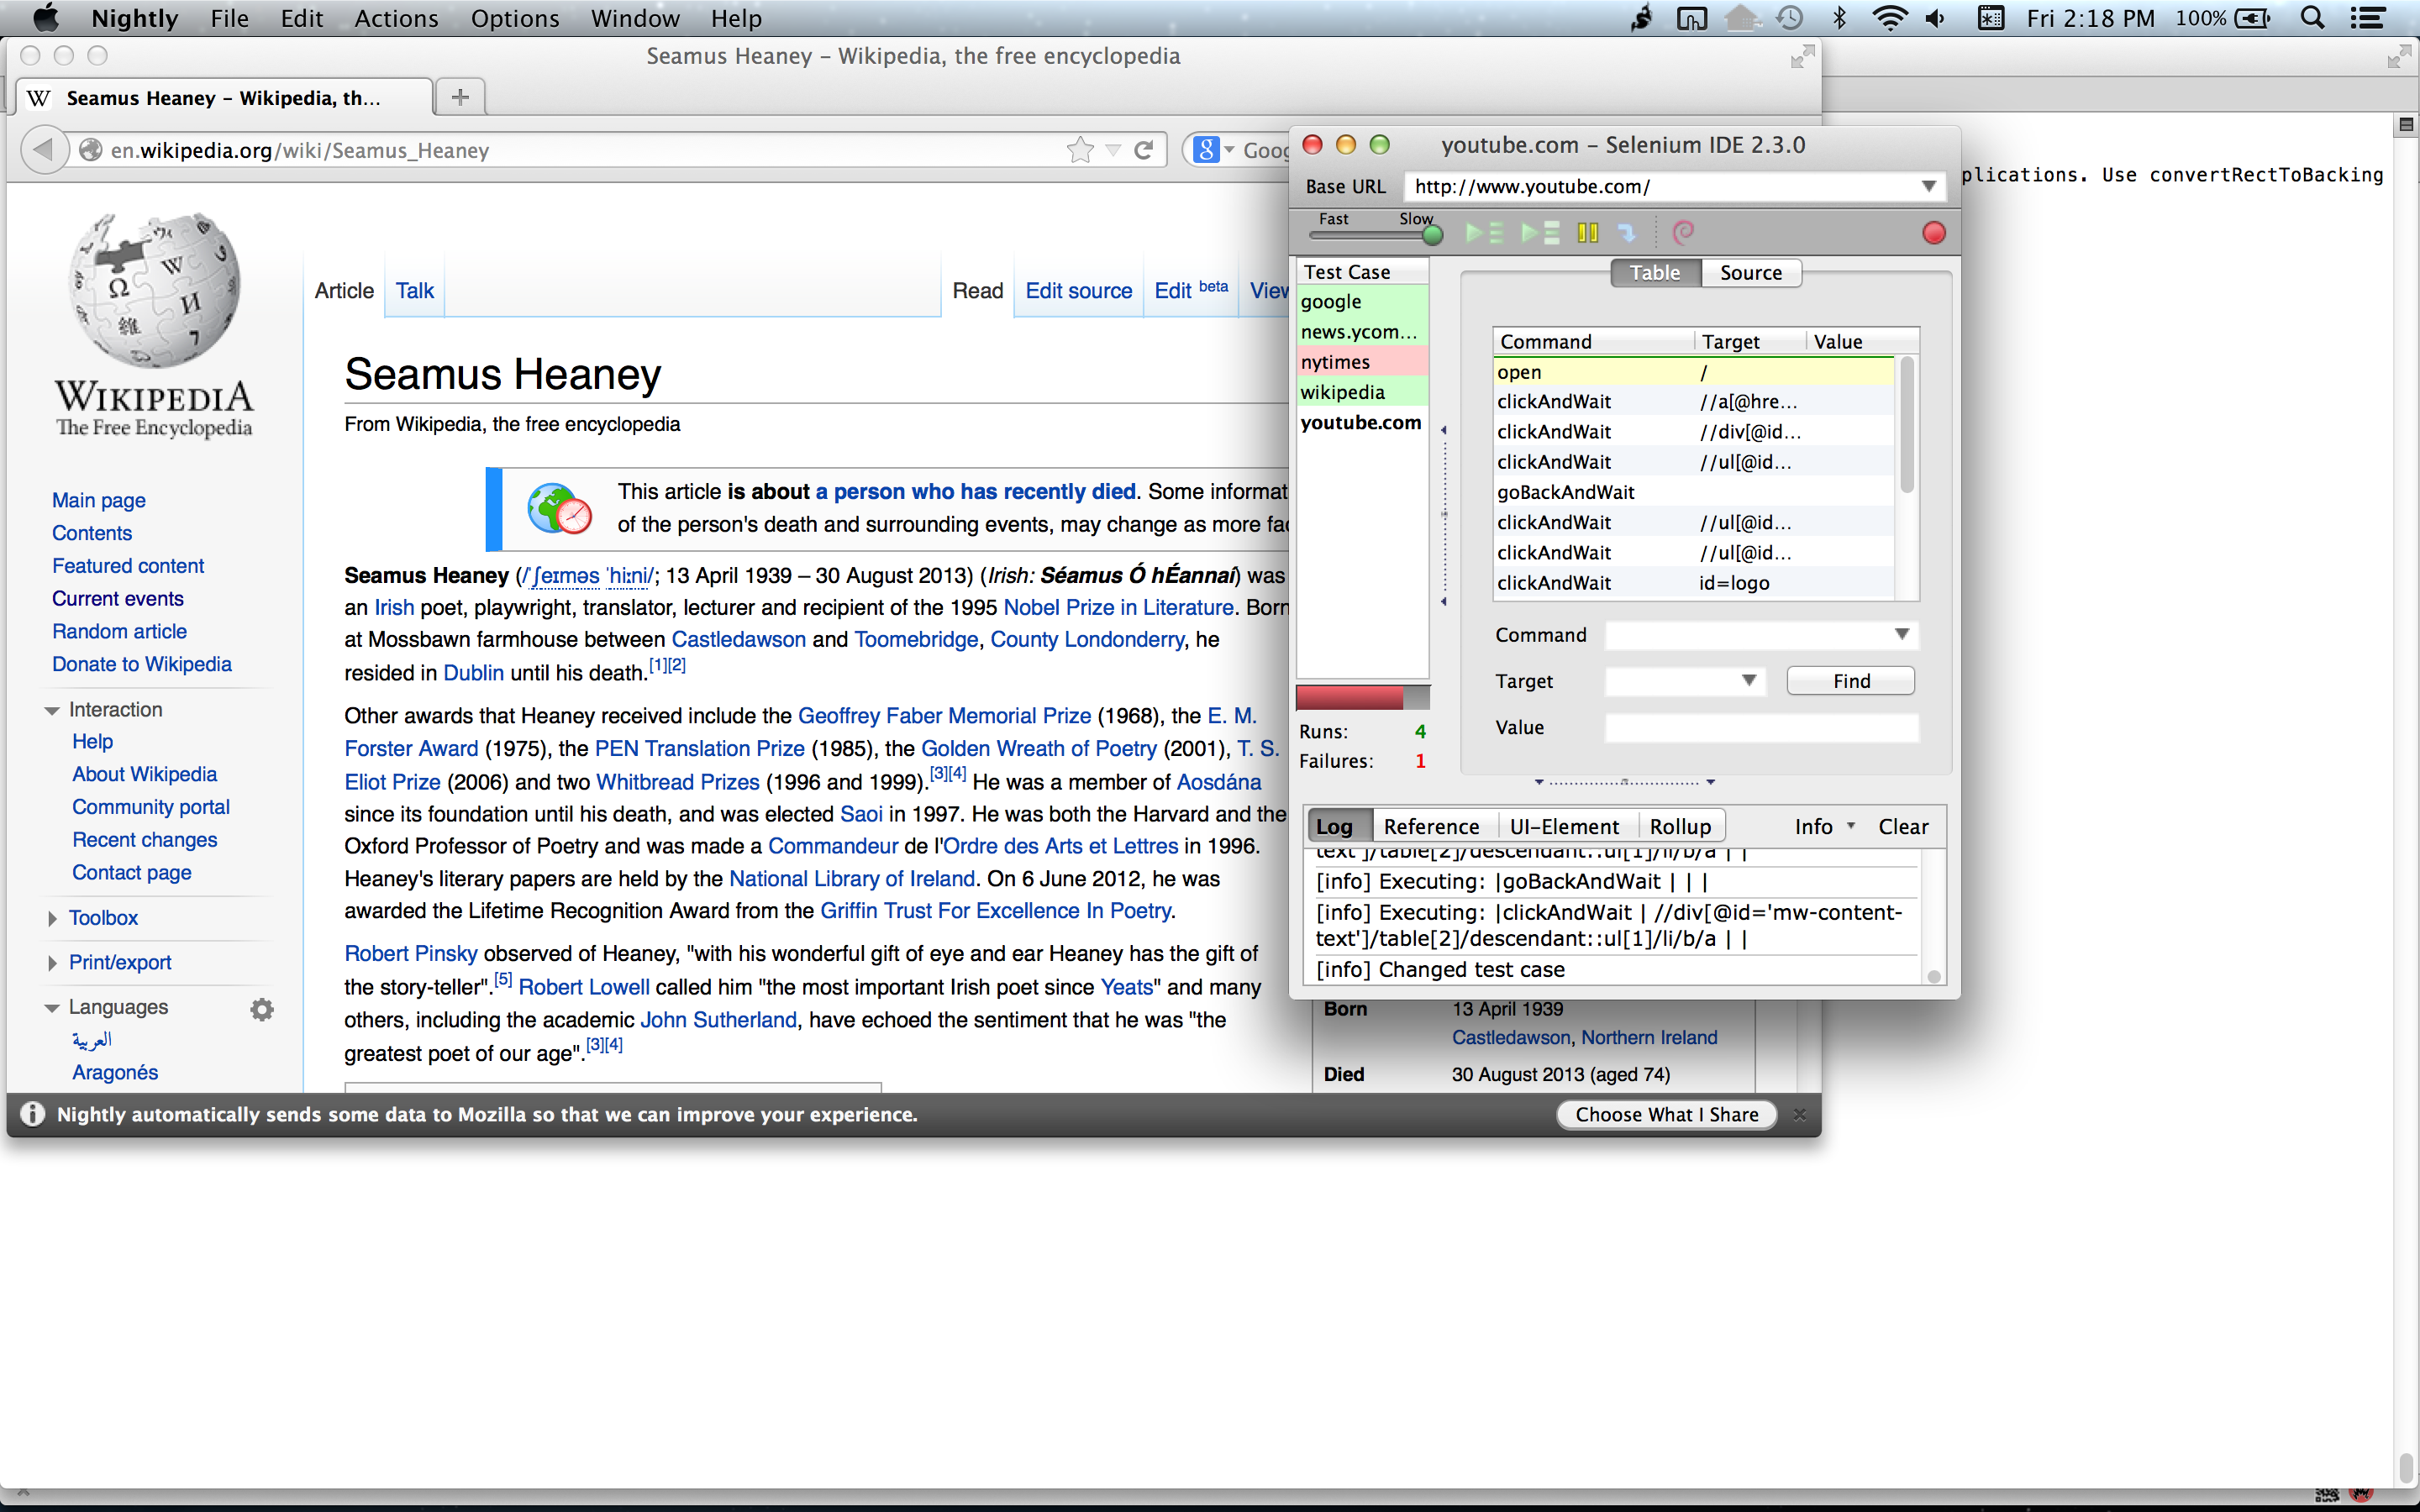 Nightly File Edit Actions Options Window Help
Fri 2:18 PM 100%
Seamus Heaney – Wikipedia, the free encyclopedia
Seamus Heaney – Wikipedia, th...
en.wikipedia.org/wiki/Seamus_Heaney
Goog
WIKIPEDIA
The Free Encyclopedia
Main page
Contents
Featured content
Current events
Random article
Donate to Wikipedia
Interaction
Help
About Wikipedia
Community portal
Recent changes
Contact page
Toolbox
Print/export
Languages
العربية
Aragonés
Article Talk Read Edit source Edit beta View
Seamus Heaney
From Wikipedia, the free encyclopedia
This article is about a person who has recently died. Some informat
of the person's death and surrounding events, may change as more fac
Seamus Heaney (/ˈʃeɪməs ˈhiːni/; 13 April 1939 – 30 August 2013) (Irish: Séamus Ó hÉannaí) was
an Irish poet, playwright, translator, lecturer and recipient of the 1995 Nobel Prize in Literature. Born
at Mossbawn farmhouse between Castledawson and Toomebridge, County Londonderry, he
resided in Dublin until his death.[1][2]
Other awards that Heaney received include the Geoffrey Faber Memorial Prize (1968), the E. M.
Forster Award (1975), the PEN Translation Prize (1985), the Golden Wreath of Poetry (2001), T. S.
Eliot Prize (2006) and two Whitbread Prizes (1996 and 1999).[3][4] He was a member of Aosdána
since its foundation until his death, and was elected Saoi in 1997. He was both the Harvard and the
Oxford Professor of Poetry and was made a Commandeur de l'Ordre des Arts et Lettres in 1996.
Heaney's literary papers are held by the National Library of Ireland. On 6 June 2012, he was
awarded the Lifetime Recognition Award from the Griffin Trust For Excellence In Poetry.
Robert Pinsky observed of Heaney, "with his wonderful gift of eye and ear Heaney has the gift of
the story-teller".[5] Robert Lowell called him "the most important Irish poet since Yeats" and many
others, including the academic John Sutherland, have echoed the sentiment that he was "the
greatest poet of our age".[3][4]
Born 13 April 1939
Castledawson, Northern Ireland
Died 30 August 2013 (aged 74)
Nightly automatically sends some data to Mozilla so that we can improve your experience.
Choose What I Share
youtube.com – Selenium IDE 2.3.0
Base URL http://www.youtube.com/
Fast Slow
Test Case
google
news.ycom...
nytimes
wikipedia
youtube.com
Runs: 4
Failures: 1
Table Source
Command Target Value
open /
clickAndWait //a[@hre...
clickAndWait //div[@id...
clickAndWait //ul[@id...
goBackAndWait
clickAndWait //ul[@id...
clickAndWait //ul[@id...
clickAndWait id=logo
Command
Target Find
Value
Log Reference UI-Element Rollup Info Clear
text']/table[2]/descendant::ul[1]/li/b/a | |
[info] Executing: |goBackAndWait | | |
[info] Executing: |clickAndWait | //div[@id='mw-content-
text']/table[2]/descendant::ul[1]/li/b/a | |
[info] Changed test case
plications. Use convertRectToBacking